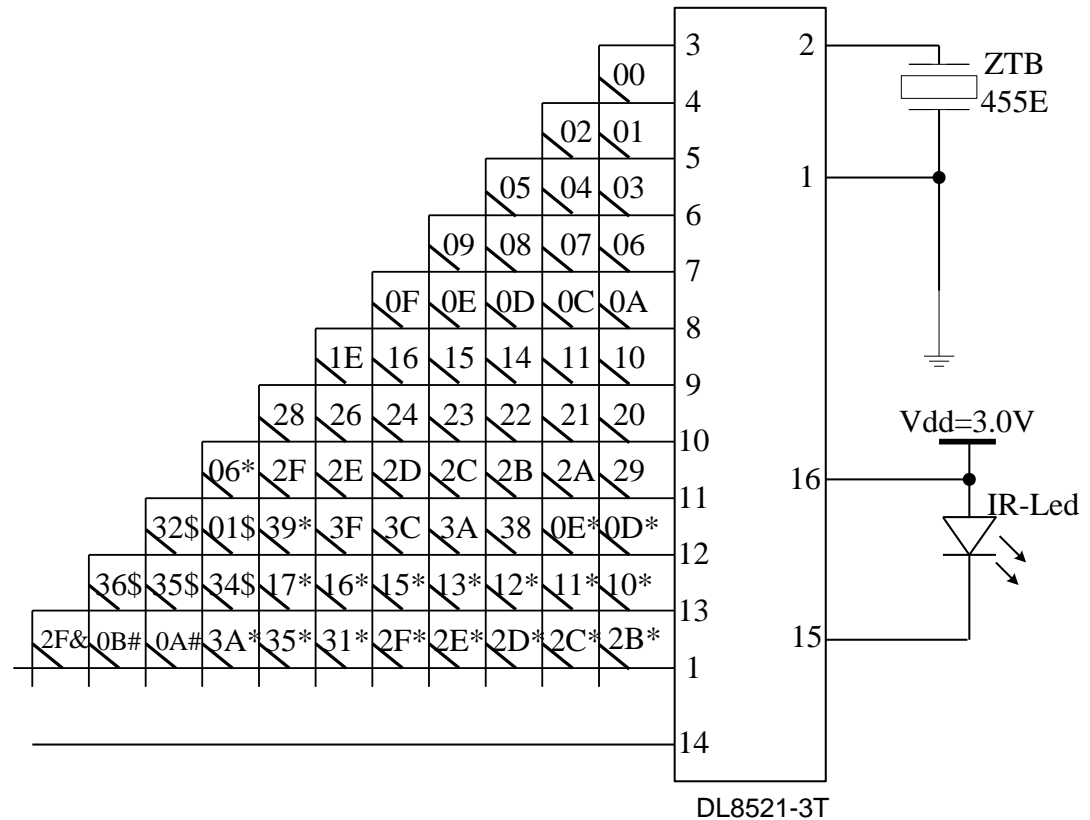 3 2
ZTB
00
455E
4
02 01
5
05 04 03 1
6
09 08 07 06
7
0F 0E 0D 0C 0A
8
1E 16 15 14 11 10
9
28 26 24 23 22 21 20 Vdd=3.0V
10
06* 2F 2E 2D 2C 2B 2A 29 16
11
IR-Led
32$ 01$ 39* 3F 3C 3A 38 0E* 0D*
12
36$ 35$ 34$ 17* 16* 15* 13* 12* 11* 10*
13
2F& 0B# 0A# 3A* 35* 31* 2F* 2E* 2D* 2C* 2B* 15
1
14
DL8521-3T